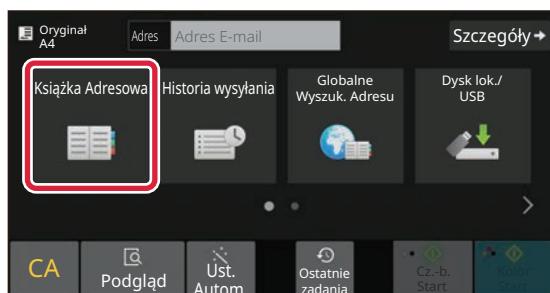 Oryginał
A4
Adres
Adres E-mail
Szczegóły
Książka Adresowa
Historia wysyłania
Globalne
Wyszuk. Adresu
Dysk lok./
USB
CA
Podgląd
Ust.
Autom.
Ostatnie
zadania
Cz.-b.
Start
Kolor
Start